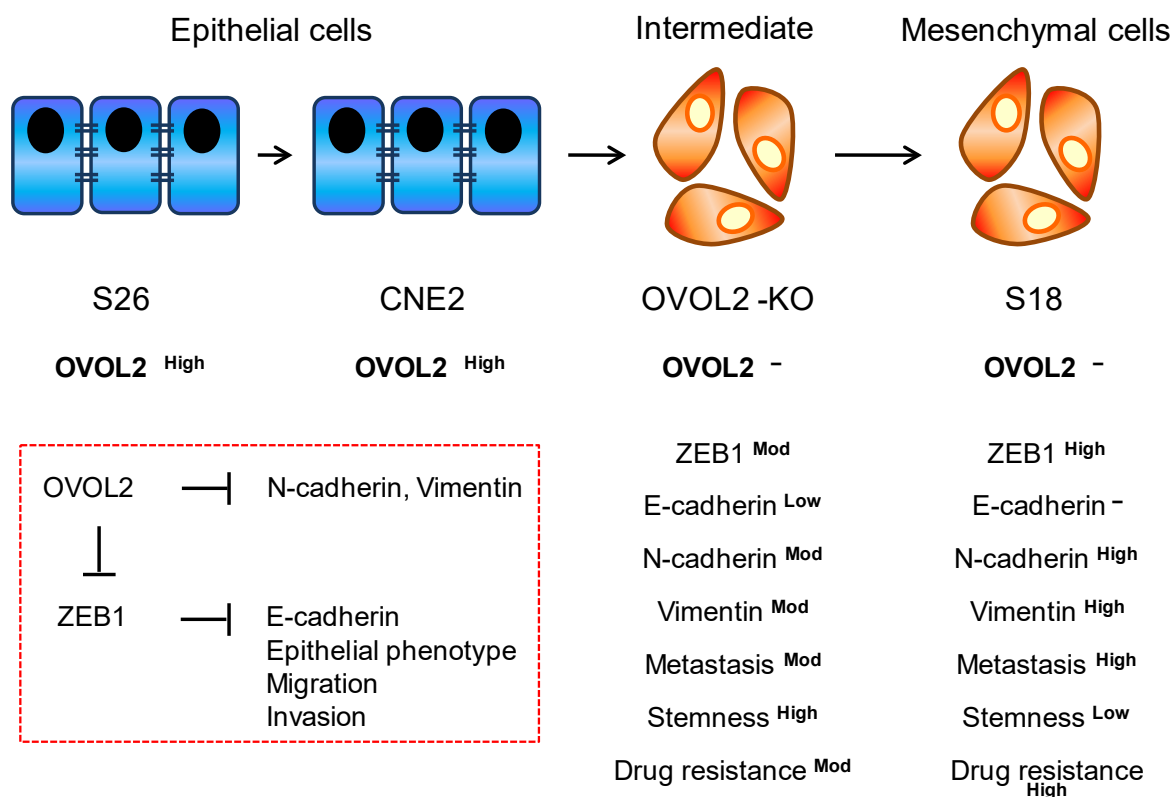 Epithelial cells
Intermediate
Mesenchymal cells
S26
CNE2
OVOL2 -KO
S18
OVOL2 High
OVOL2 High
OVOL2 –
OVOL2 –
OVOL2
N-cadherin, Vimentin
ZEB1
E-cadherin
Epithelial phenotype
Migration
Invasion
ZEB1 Mod
E-cadherin Low
N-cadherin Mod
Vimentin Mod
Metastasis Mod
Stemness High
Drug resistance Mod
ZEB1 High
E-cadherin –
N-cadherin High
Vimentin High
Metastasis High
Stemness Low
Drug resistance
High